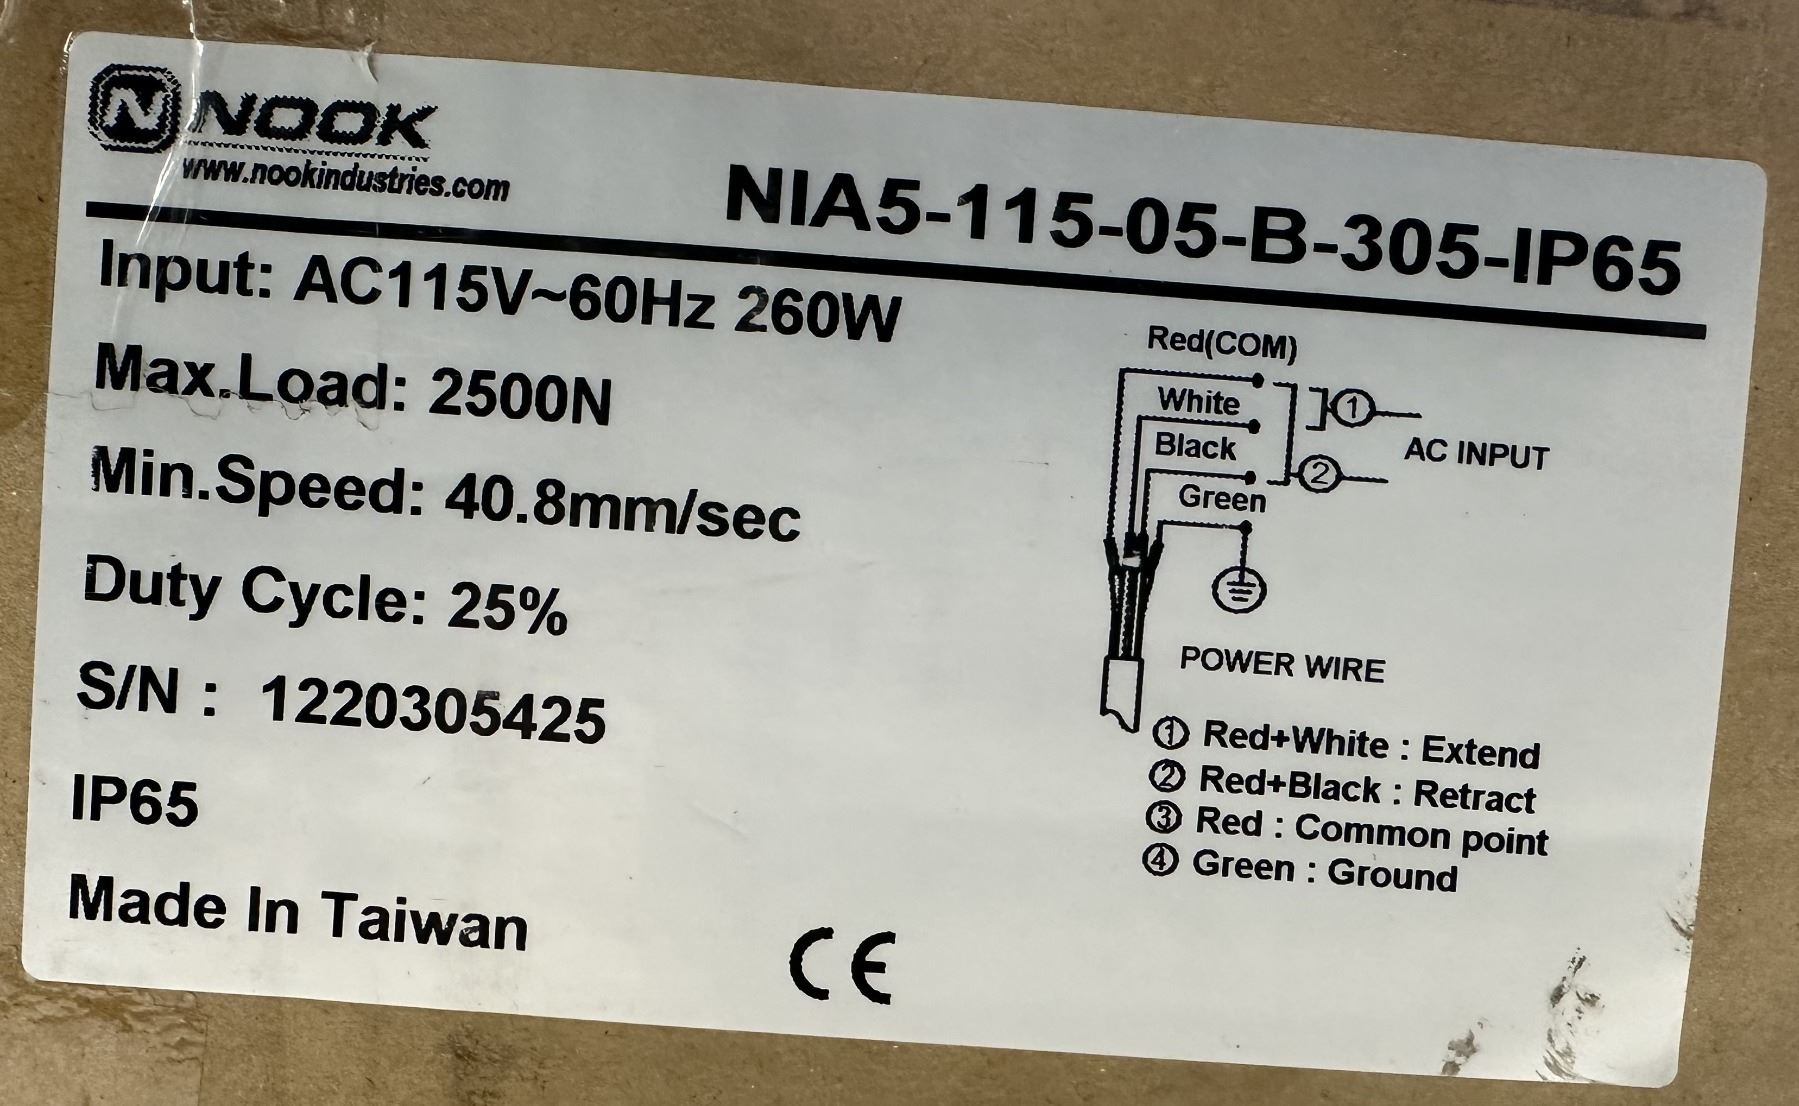 N NOOK
www.nookindustries.com
NIA5-115-05-B-305-IP65
Input: AC115V~60Hz 260W
Max.Load: 2500N
Min.Speed: 40.8mm/sec
Duty Cycle: 25%
S/N : 1220305425
IP65
Made In Taiwan
CE
Red(COM)
White
Black
Green
①
②
AC INPUT
POWER WIRE
① Red+White : Extend
② Red+Black : Retract
③ Red : Common point
④ Green : Ground